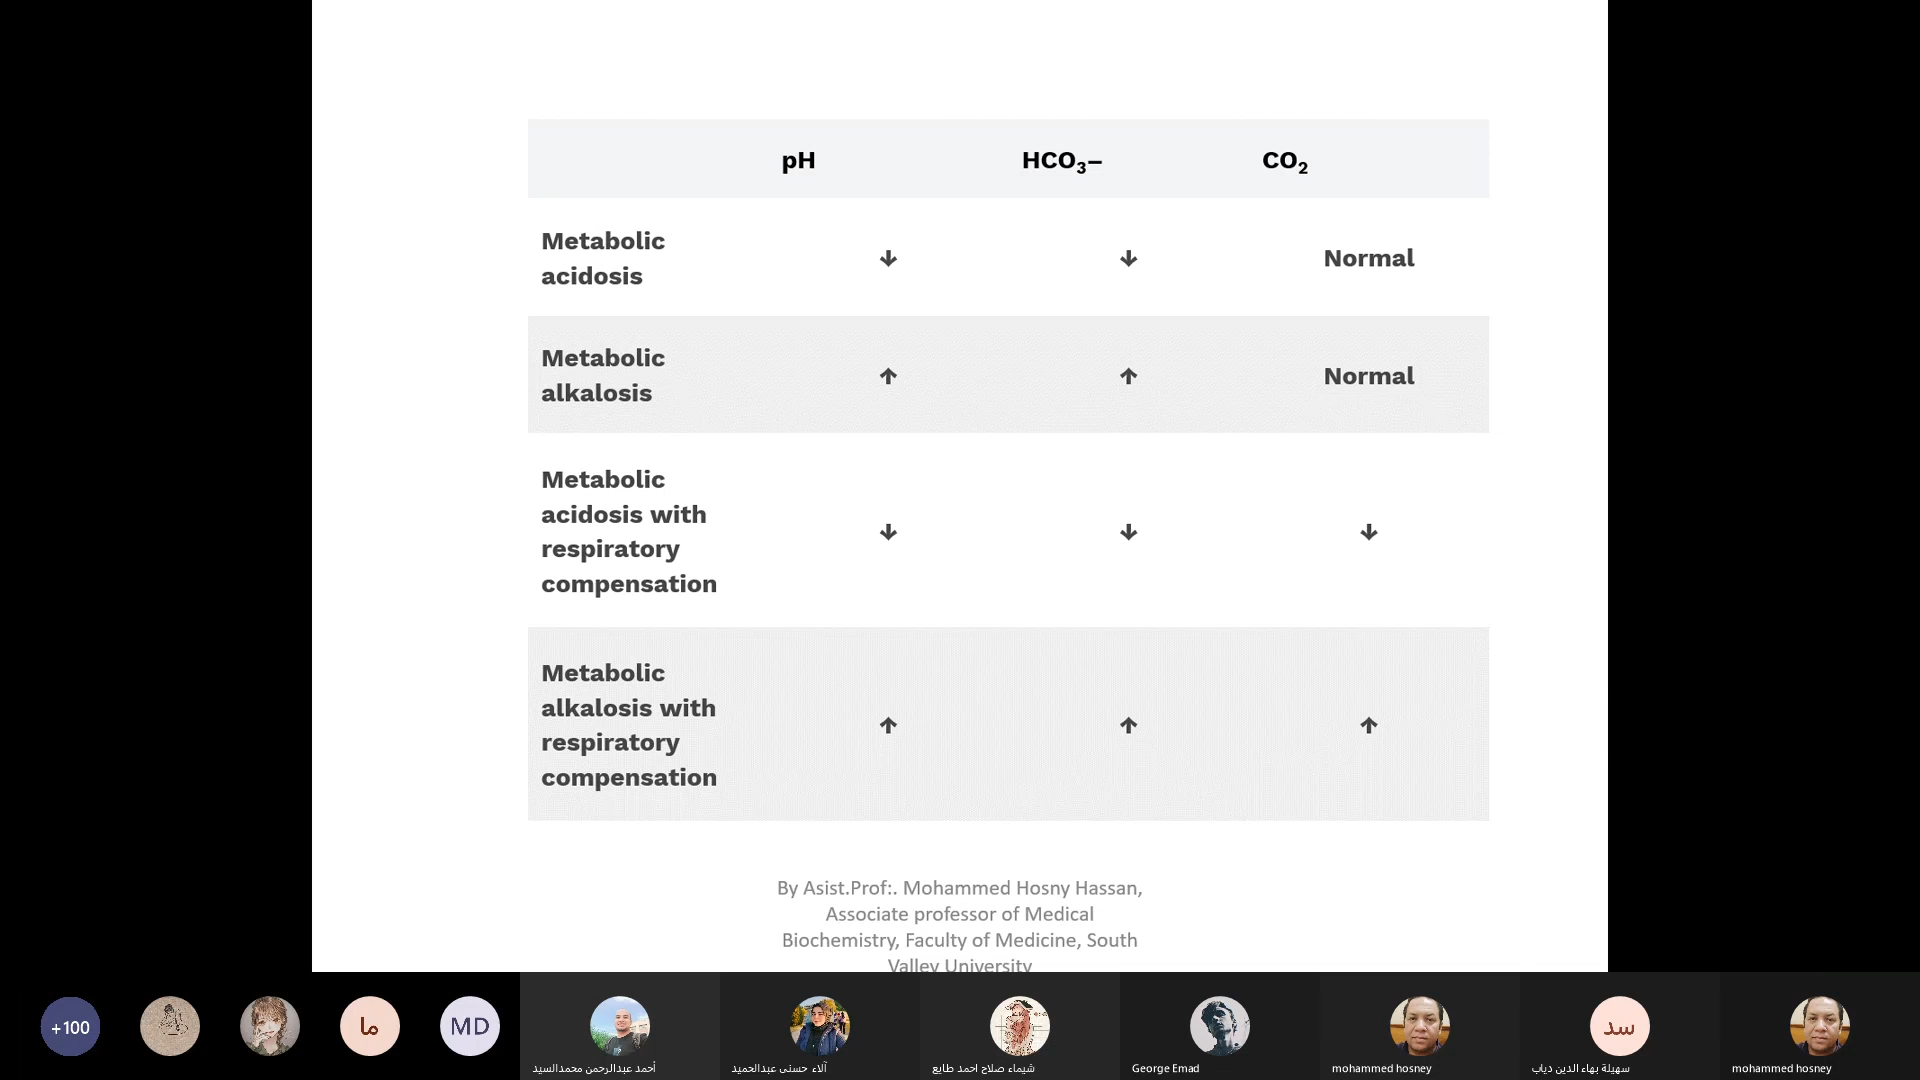 pH HCO₃– CO₂
Metabolic
acidosis
↓ ↓ Normal
Metabolic
alkalosis
↑ ↑ Normal
Metabolic
acidosis with
respiratory
compensation
↓ ↓ ↓
Metabolic
alkalosis with
respiratory
compensation
↑ ↑ ↑
By Asist.Prof:. Mohammed Hosny Hassan,
Associate professor of Medical
Biochemistry, Faculty of Medicine, South
Valley University
+100
ما
MD
سد
أحمد عبدالرحمن محمدالسيد
آلاء حسنى عبدالحميد
شيماء صلاح احمد طايع
George Emad
mohammed hosney
سهيلة بهاء الدين دياب
mohammed hosney